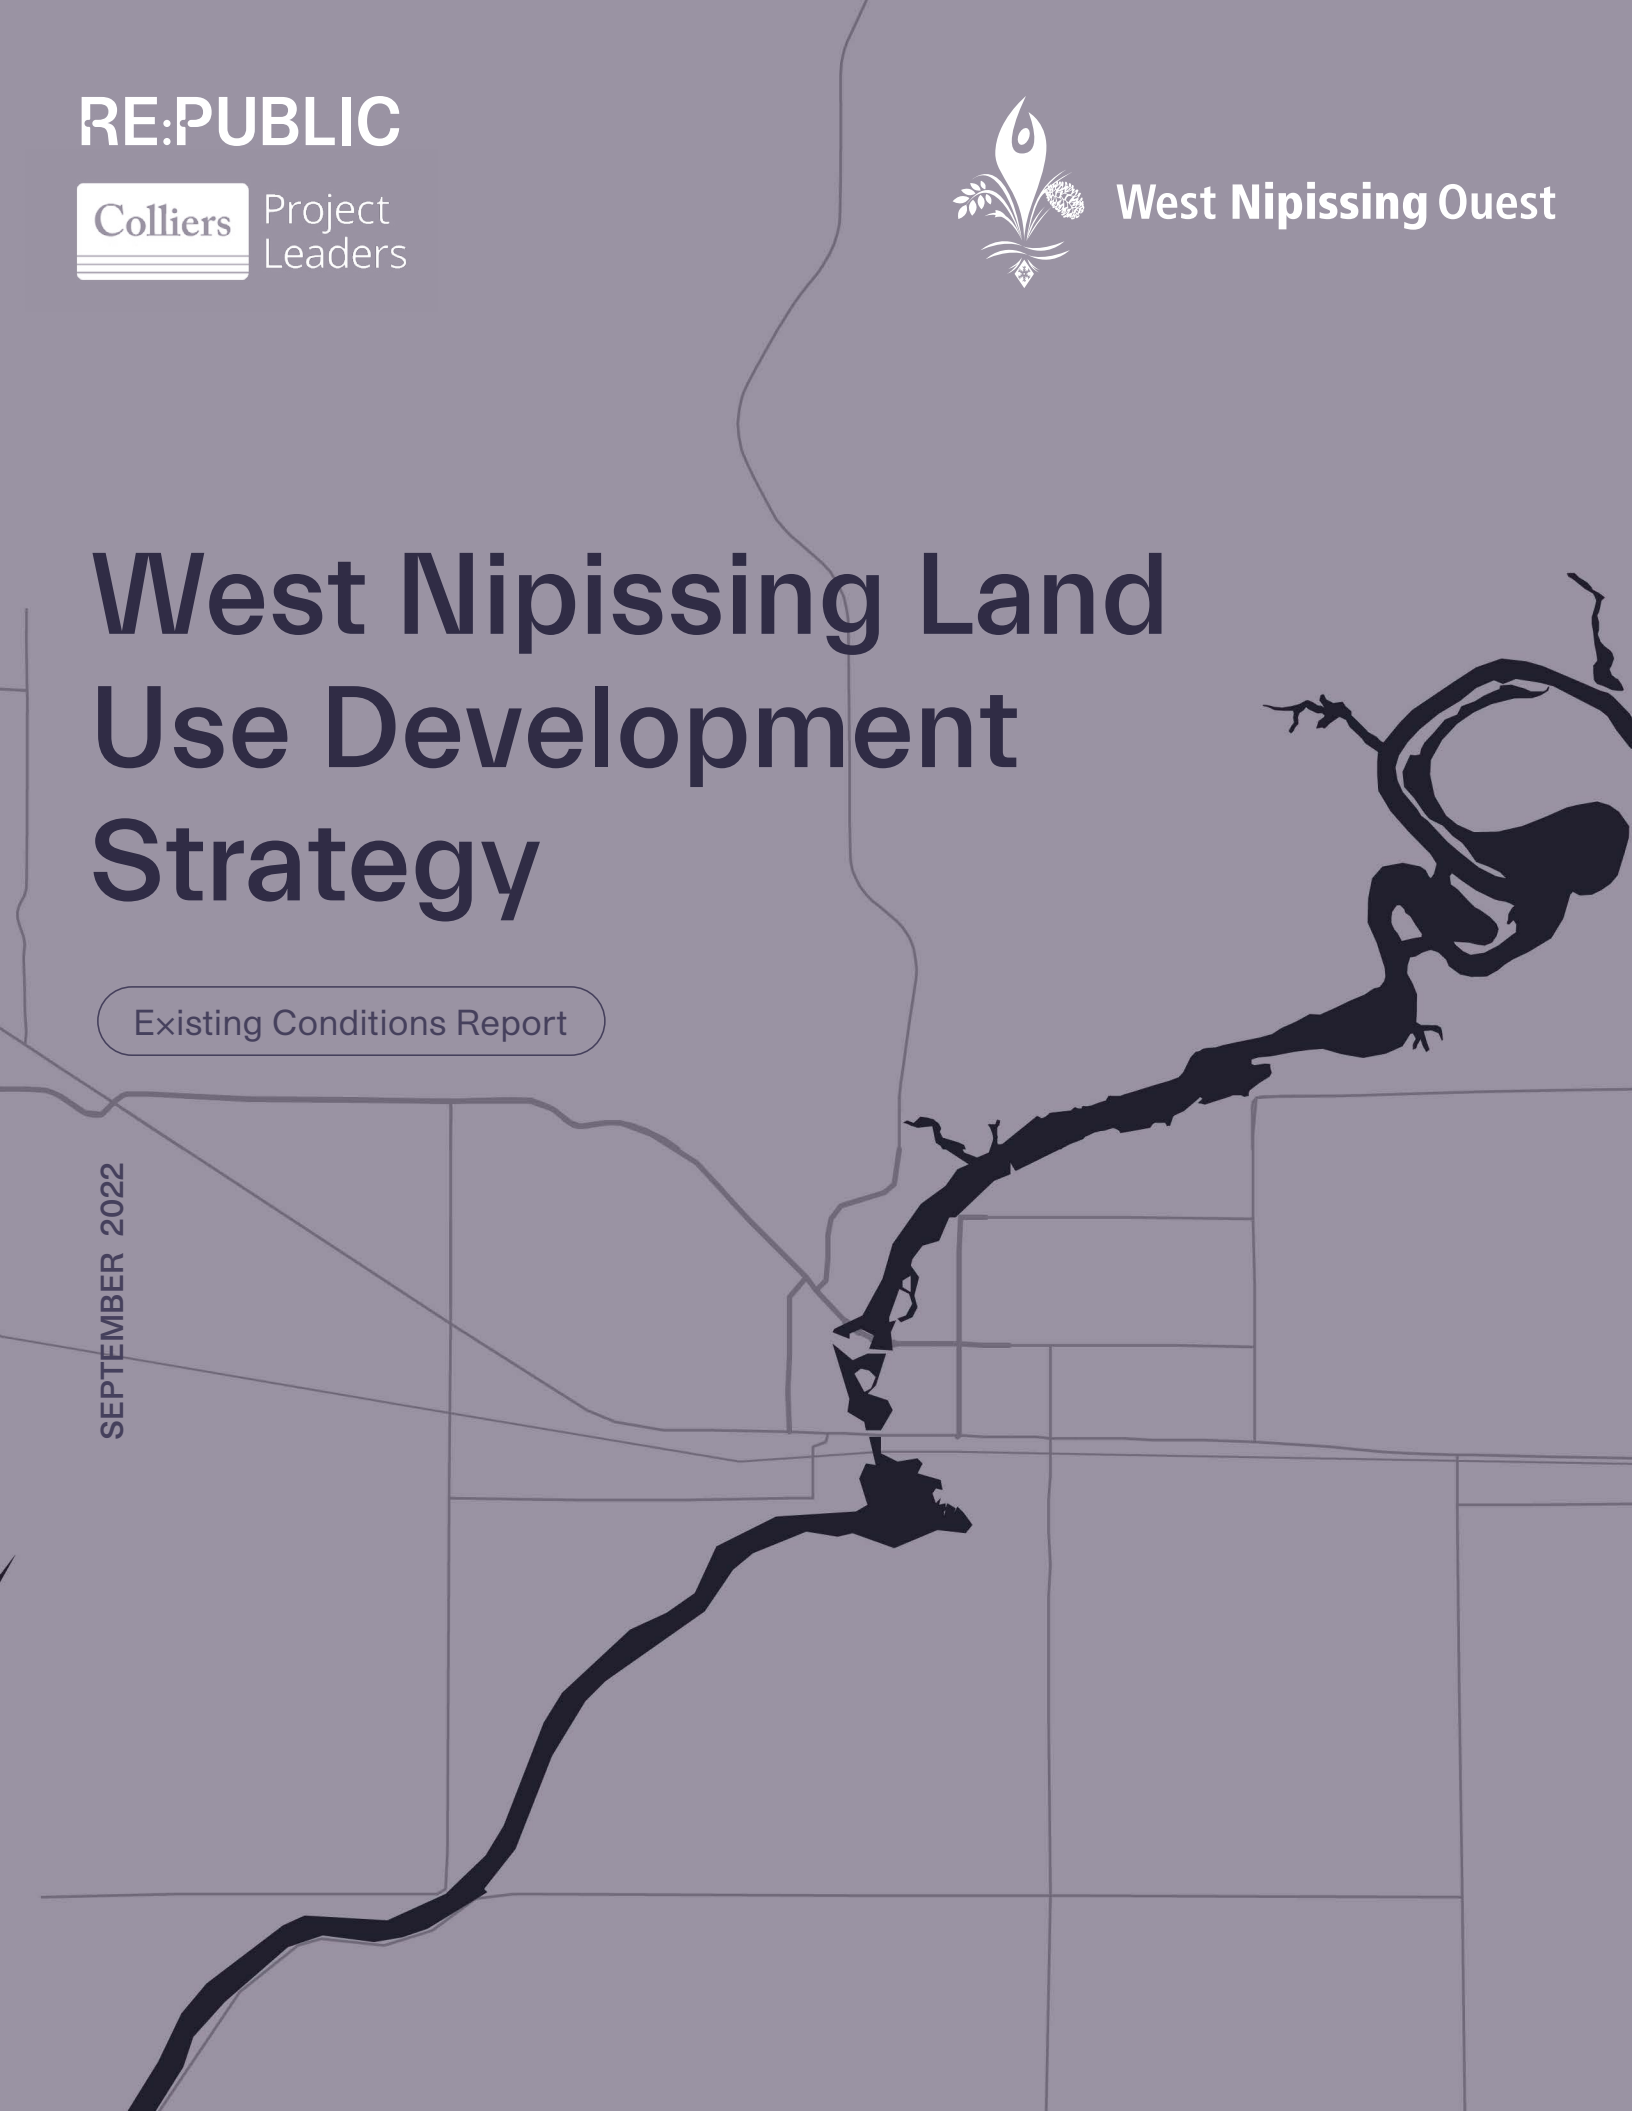 RE:PUBLIC
Colliers
Project
Leaders
West Nipissing Ouest
West Nipissing Land
Use Development
Strategy
Existing Conditions Report
SEPTEMBER 2022